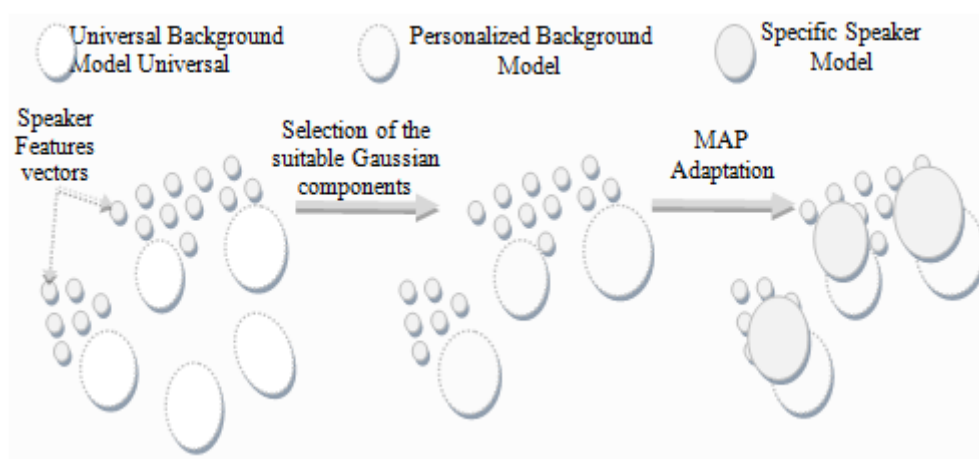 Universal Background
Model Universal
Personalized Background
Model
Specific Speaker
Model
Speaker
Features
vectors
Selection of the
suitable Gaussian
components
MAP
Adaptation